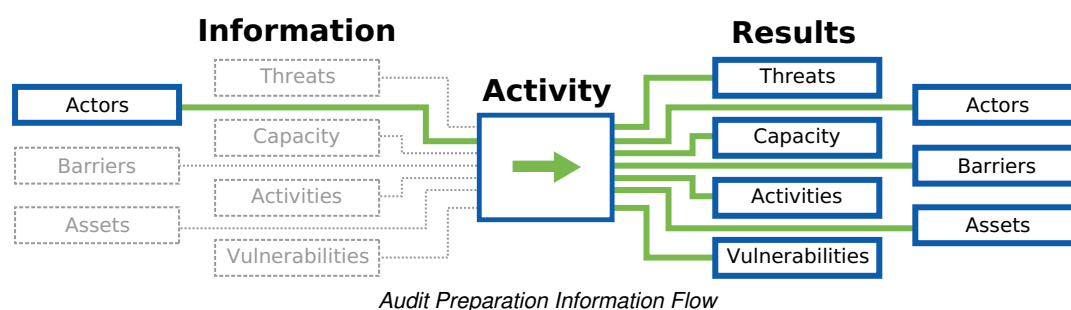 Information
Results
Threats
Threats
Activity
Actors
Actors
Capacity
Capacity
Barriers
Barriers
Activities
Activities
Assets
Assets
Vulnerabilities
Vulnerabilities
Audit Preparation Information Flow